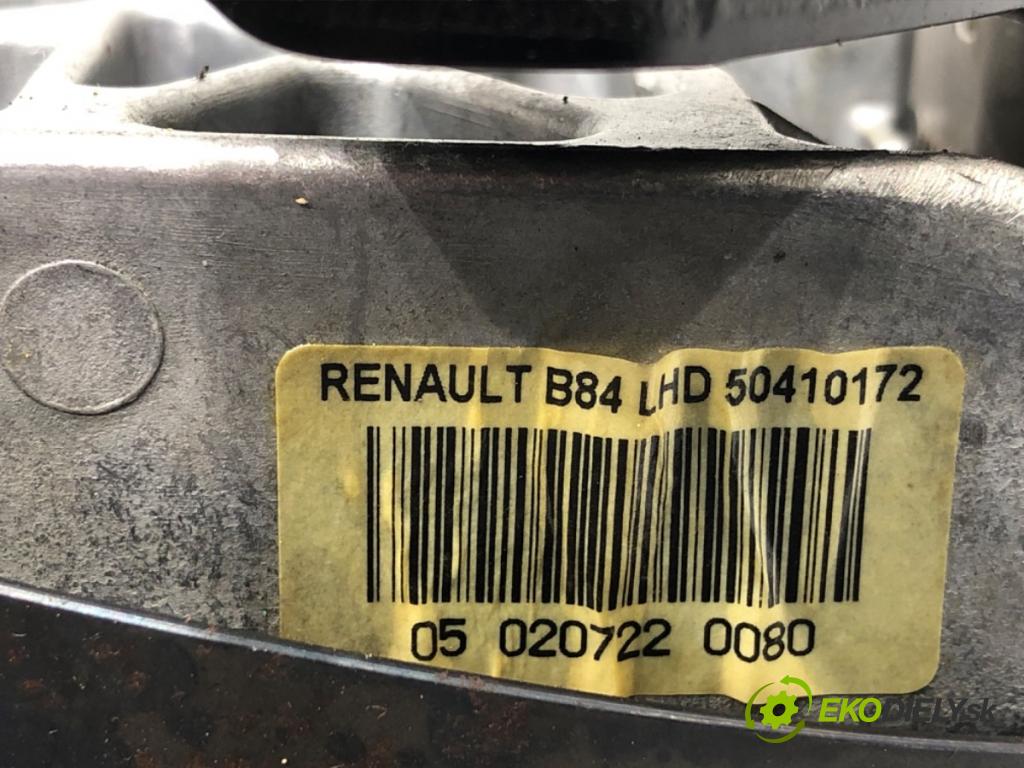 RENAULT B84 LHD 50410172
05 020722 0080
EKODIELY.sk